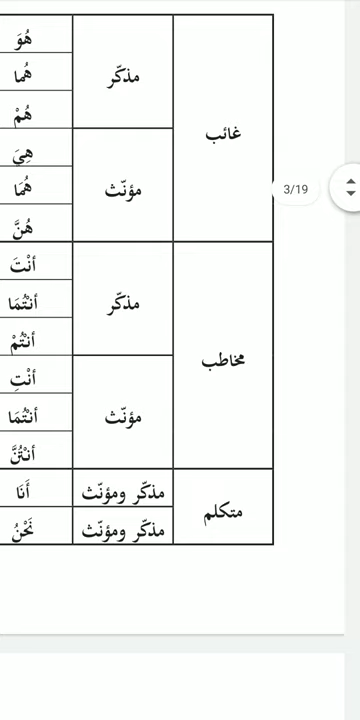 هُوَ
هُما
مذكّر
هُمْ
غائب
هِيَ
هُمَا
مؤنّث
هُنَّ
3/19
أنْتَ
أنْتُمَا
مذكّر
أنْتُمْ
مخاطب
أنْتِ
أنْتُمَا
مؤنّث
أنْتُنَّ
مذكّر ومؤنّث
أَنَا
متكلم
مذكّر ومؤنّث
نَحْنُ